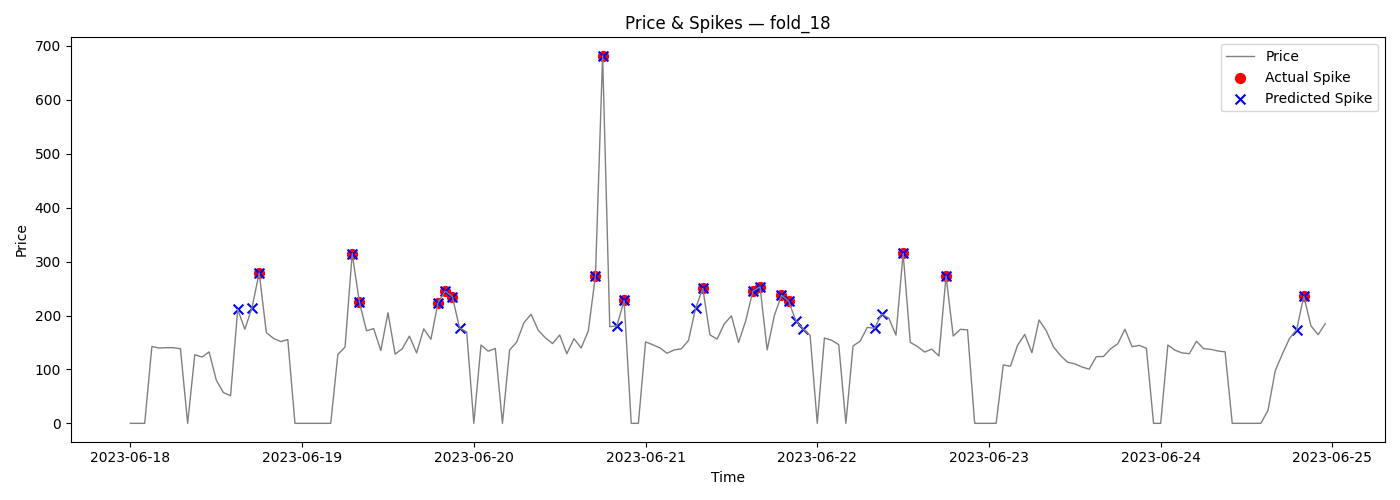 Price & Spikes — fold_18
Price
Actual Spike
Predicted Spike
700
600
500
400
300
200
100
0
Price
2023-06-18
2023-06-19
2023-06-20
2023-06-21
2023-06-22
2023-06-23
2023-06-24
2023-06-25
Time